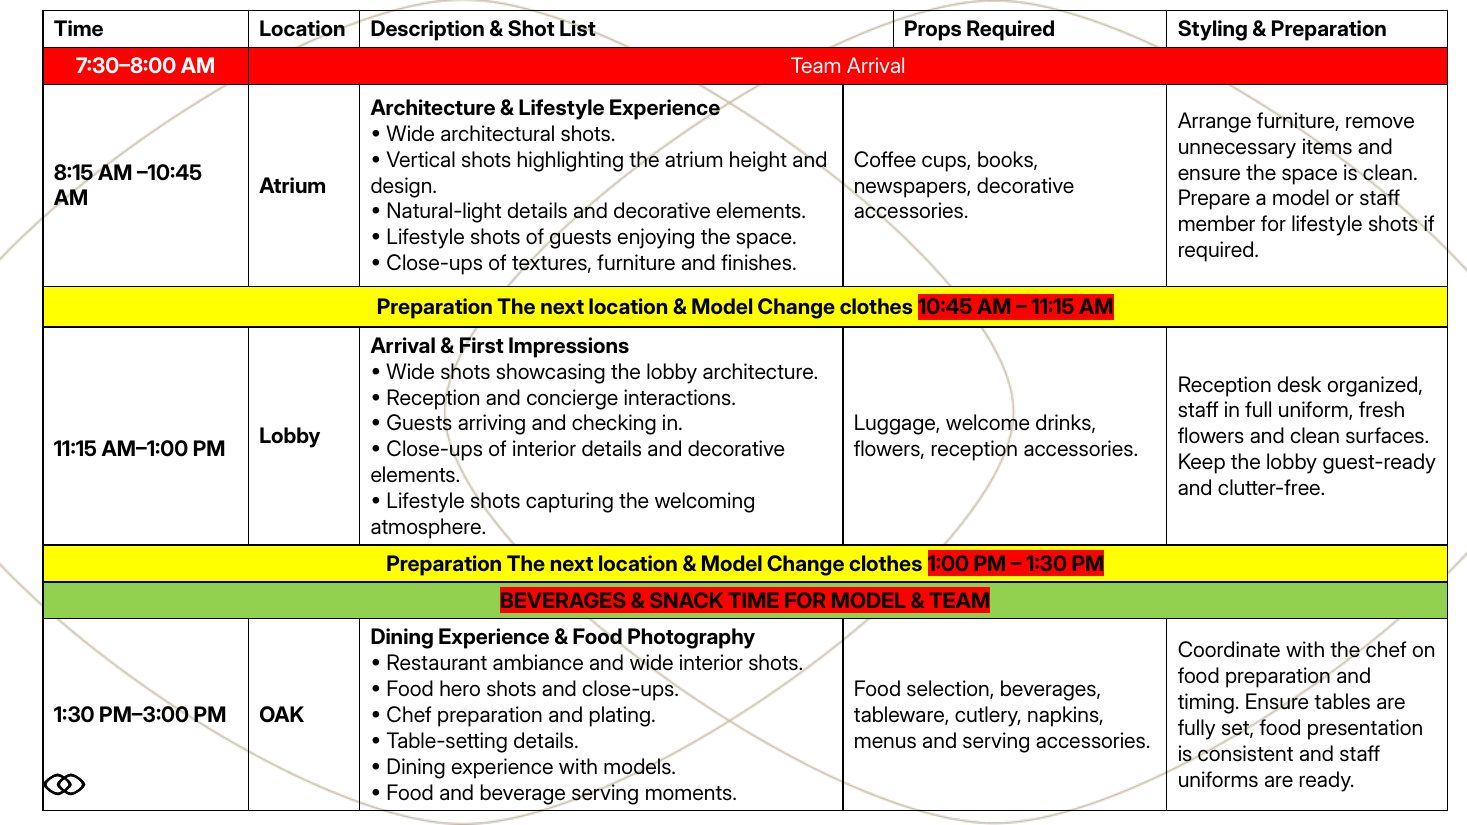 Time
Location
Description & Shot List
Props Required
Styling & Preparation
7:30–8:00 AM
Team Arrival
8:15 AM –10:45
AM
Atrium
Architecture & Lifestyle Experience
• Wide architectural shots.
• Vertical shots highlighting the atrium height and
design.
• Natural-light details and decorative elements.
• Lifestyle shots of guests enjoying the space.
• Close-ups of textures, furniture and finishes.
Coffee cups, books,
newspapers, decorative
accessories.
Arrange furniture, remove
unnecessary items and
ensure the space is clean.
Prepare a model or staff
member for lifestyle shots if
required.
Preparation The next location & Model Change clothes 10:45 AM – 11:15 AM
11:15 AM–1:00 PM
Lobby
Arrival & First Impressions
• Wide shots showcasing the lobby architecture.
• Reception and concierge interactions.
• Guests arriving and checking in.
• Close-ups of interior details and decorative
elements.
• Lifestyle shots capturing the welcoming
atmosphere.
Luggage, welcome drinks,
flowers, reception accessories.
Reception desk organized,
staff in full uniform, fresh
flowers and clean surfaces.
Keep the lobby guest-ready
and clutter-free.
Preparation The next location & Model Change clothes 1:00 PM – 1:30 PM
BEVERAGES & SNACK TIME FOR MODEL & TEAM
1:30 PM–3:00 PM
OAK
Dining Experience & Food Photography
• Restaurant ambiance and wide interior shots.
• Food hero shots and close-ups.
• Chef preparation and plating.
• Table-setting details.
• Dining experience with models.
• Food and beverage serving moments.
Food selection, beverages,
tableware, cutlery, napkins,
menus and serving accessories.
Coordinate with the chef on
food preparation and
timing. Ensure tables are
fully set, food presentation
is consistent and staff
uniforms are ready.